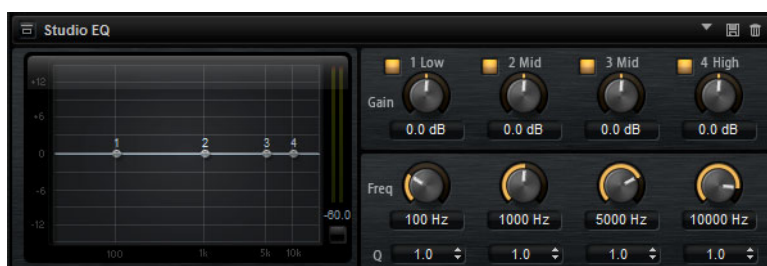 Studio EQ
+12
+6
0
-6
-12
1 2 3 4
100 1k 5k 10k
-60.0
1 Low 2 Mid 3 Mid 4 High
Gain
0.0 dB 0.0 dB 0.0 dB 0.0 dB
Freq
100 Hz 1000 Hz 5000 Hz 10000 Hz
Q 1.0 1.0 1.0 1.0